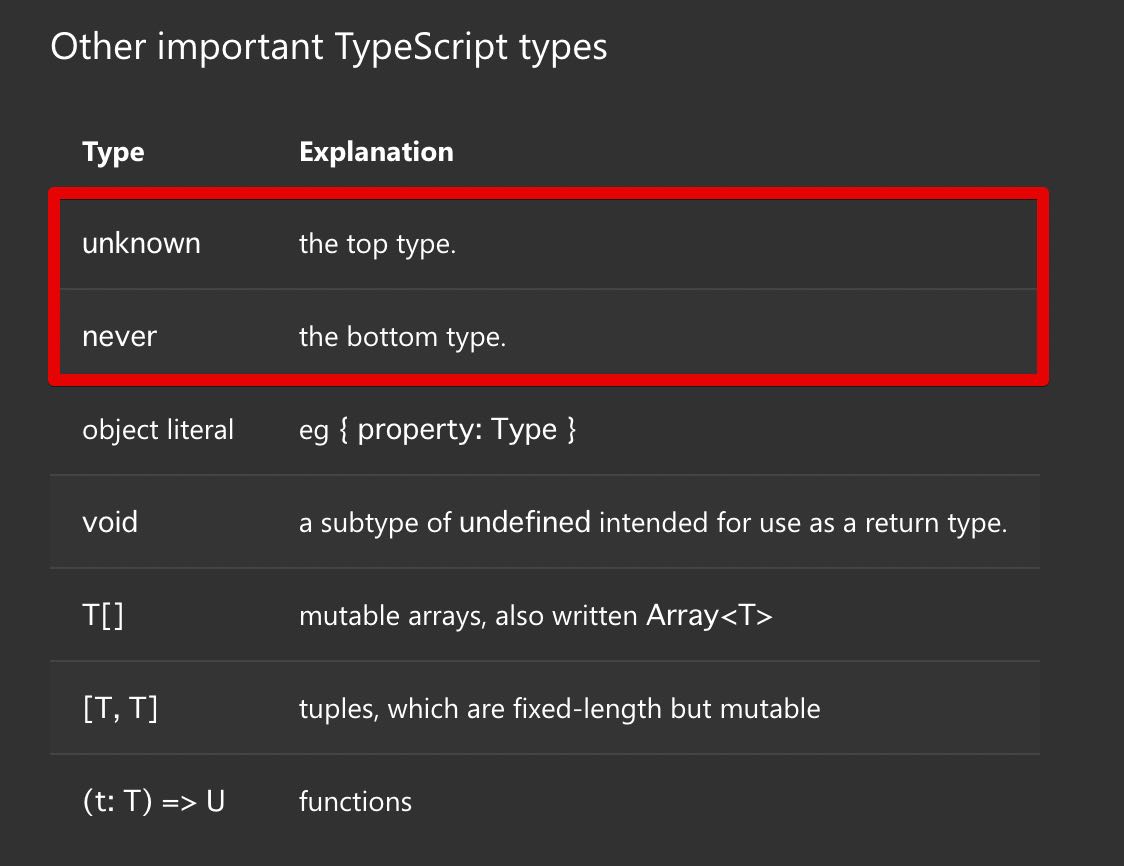 Other important TypeScript types
Type Explanation
unknown the top type.
never the bottom type.
object literal eg { property: Type }
void a subtype of undefined intended for use as a return type.
T[] mutable arrays, also written Array<T>
[T, T] tuples, which are fixed-length but mutable
(t: T) => U functions